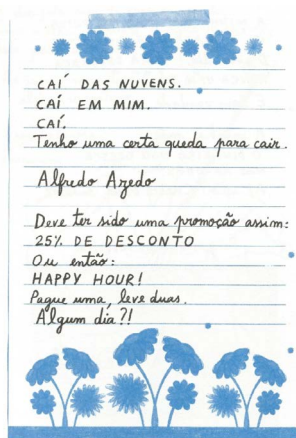 CAÍ DAS NUVENS.
CAÍ EM MIM.
CAÍ.
Tenho uma certa queda para cair.
Alfredo Azedo
Deve ter sido uma promoção assim:
25% DE DESCONTO
Ou então:
HAPPY HOUR!
Pague uma, leve duas.
Algum dia?!